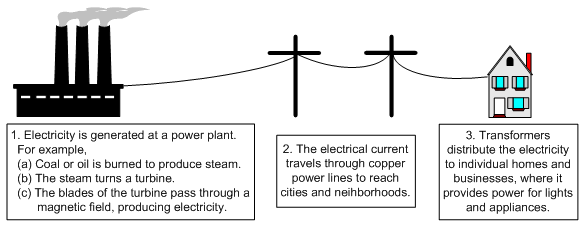 1. Electricity is generated at a power plant.
For example,
(a) Coal or oil is burned to produce steam.
(b) The steam turns a turbine.
(c) The blades of the turbine pass through a
magnetic field, producing electricity.
2. The electrical current
travels through copper
power lines to reach
cities and neihborhoods.
3. Transformers
distribute the electricity
to individual homes and
businesses, where it
provides power for lights
and appliances.